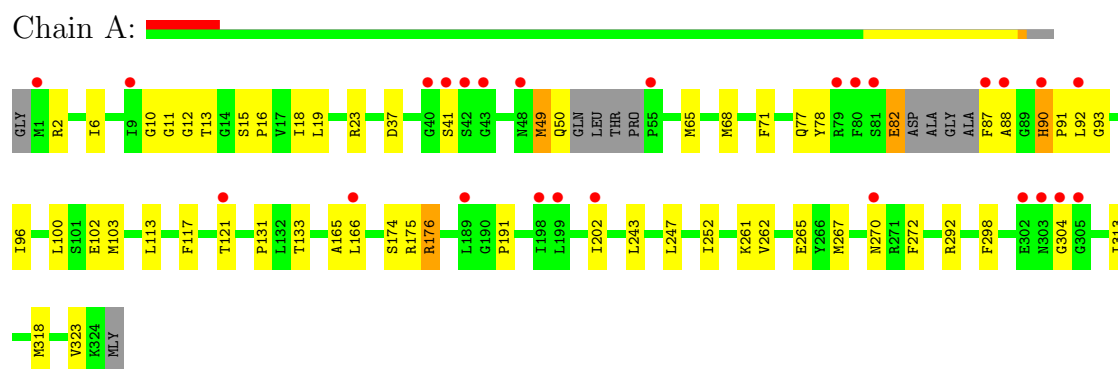 Chain A:
GLY M1 R2 I6 I9 G10 G11 G12 T13 G14 S15 P16 V17 I18 L19 R23 D37 G40 S41 S42 G43 N48 M49 Q50 GLN LEU THR PRO P55 M65 M68 F71 Q77 Y78 R79 F80 S81 E82 ASP ALA GLY ALA F87 A88 G89 H90 P91 L92 G93
I96 L100 S101 E102 M103 L113 F117 T121 P131 L132 T133 A165 L166 S174 R175 R176 L189 G190 P191 I198 L199 I202 L243 L247 I252 K261 V262 E265 Y266 M267 N270 R271 F272 R292 F298 E302 N303 G304 G305 I313
M318 V323 K324 MLY